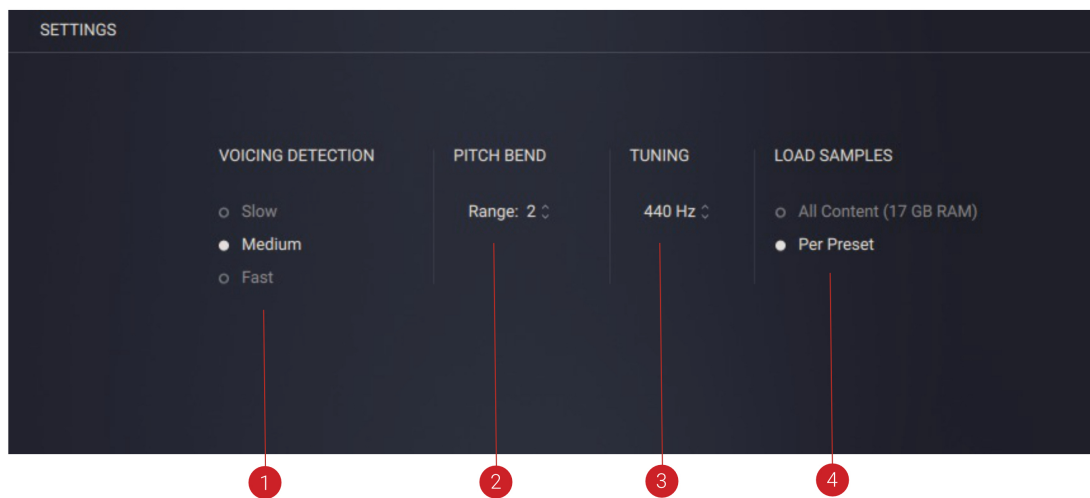 SETTINGS
VOICING DETECTION
Slow
Medium
Fast
PITCH BEND
Range: 2
TUNING
440 Hz
LOAD SAMPLES
All Content (17 GB RAM)
Per Preset
1
2
3
4